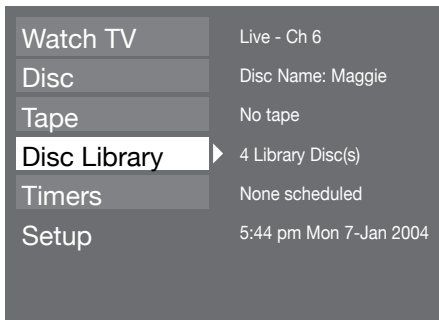 Watch TV Live - Ch 6
Disc Disc Name: Maggie
Tape No tape
Disc Library 4 Library Disc(s)
Timers None scheduled
Setup 5:44 pm Mon 7-Jan 2004